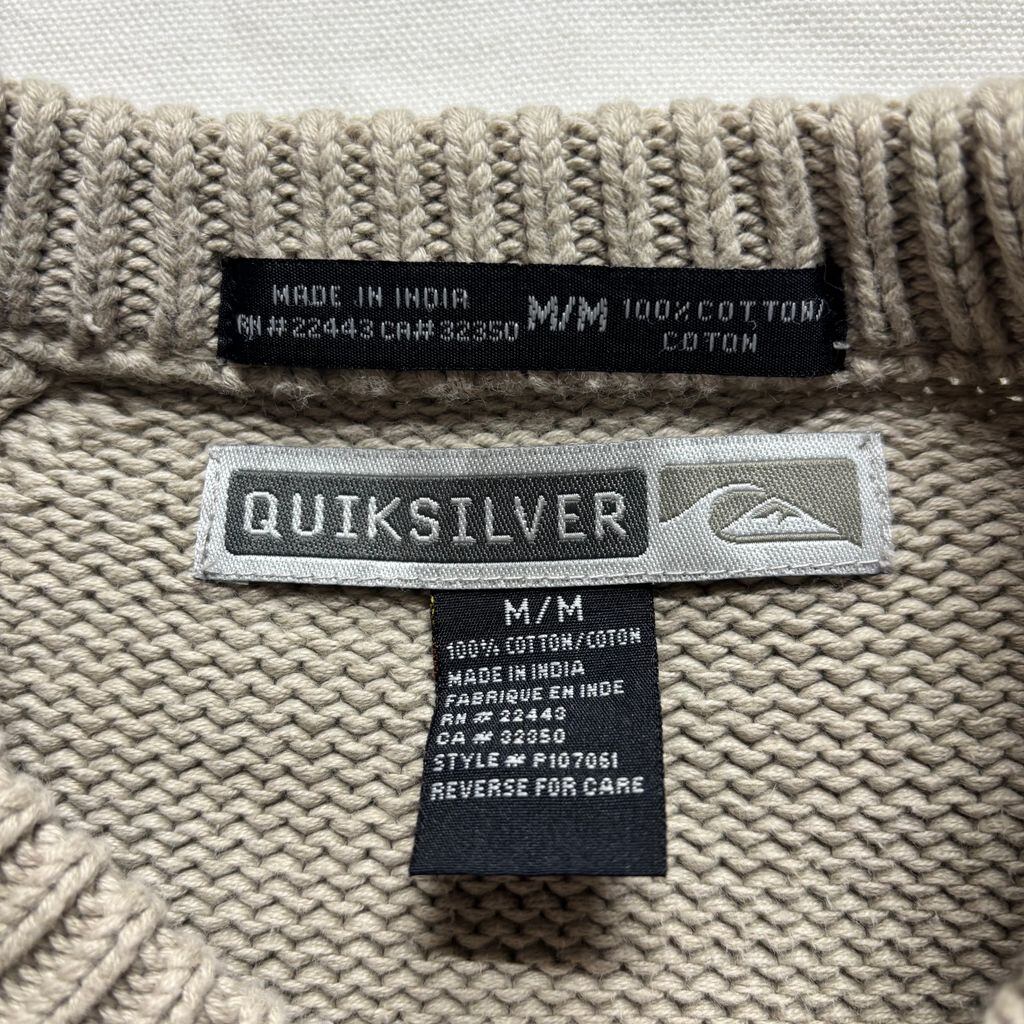 MADE IN INDIA
RN # 22443 CA# 32350
M/M
100% COTTON/
COTON
QUIKSILVER
M/M
100% COTTON/COTON
MADE IN INDIA
FABRIQUE EN INDE
RN # 22443
CA # 32350
STYLE # P107061
REVERSE FOR CARE